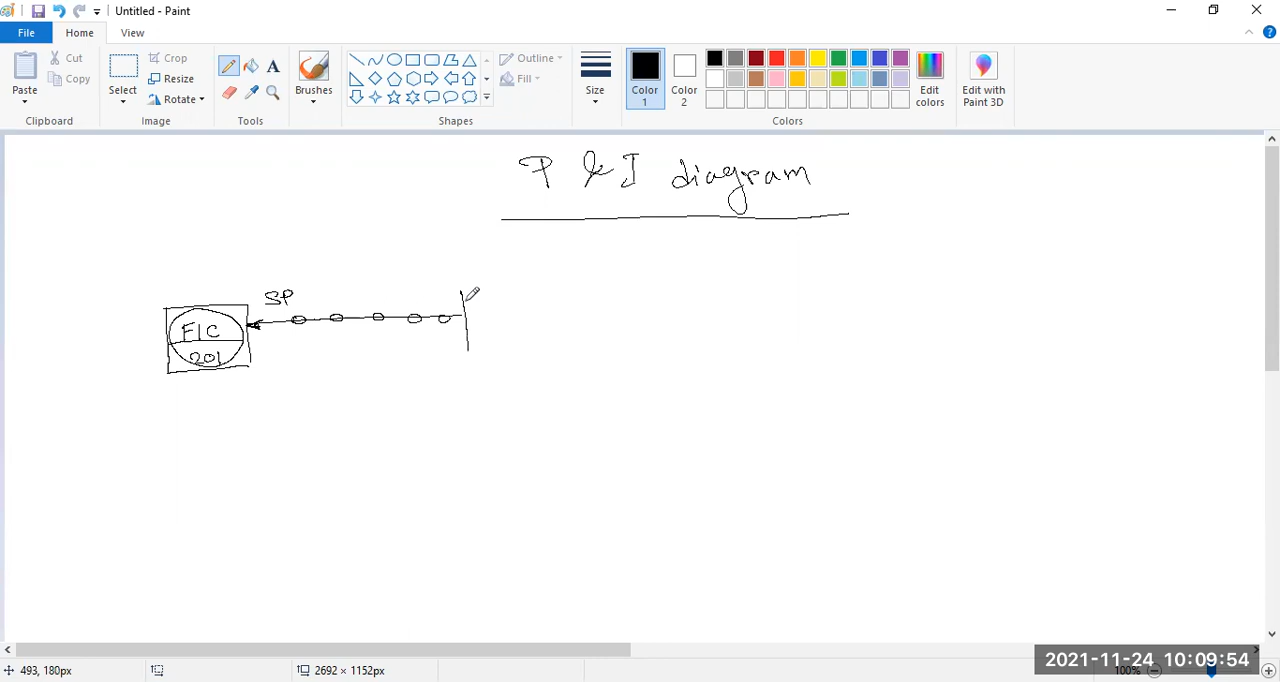 Untitled - Paint
File Home View
Paste
Cut
Copy
Clipboard
Select
Crop
Resize
Rotate
Image
A
Tools
Brushes
Outline
Fill
Shapes
Size
Color 1
Color 2
Edit colors
Colors
Edit with Paint 3D
P & I diagram
SP
FIC
201
493, 180px
2692 × 1152px
100%
2021-11-24 10:09:54